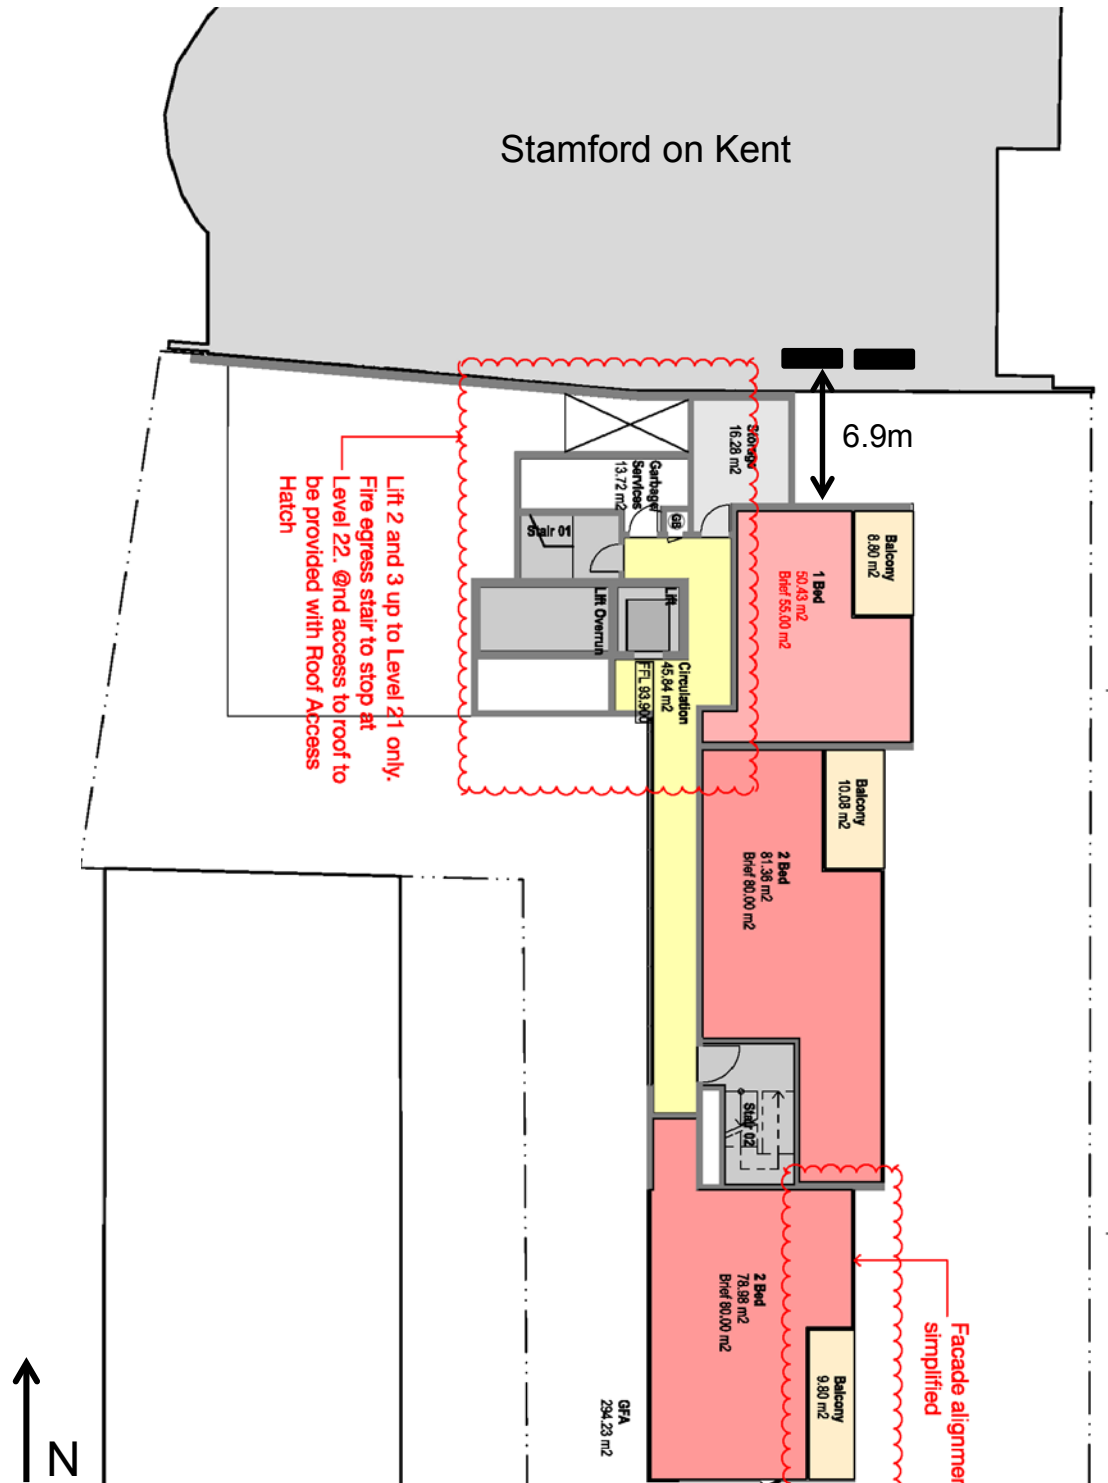 Stamford on Kent
6.9m
Storage
16.28 m2
Garbage/
Services
13.72 m2
GB
Stair 01
Lift
Lift Overrun
Circulation
45.84 m2
FFL 93.900
Balcony
8.80 m2
1 Bed
50.43 m2
Brief 55.00 m2
Lift 2 and 3 up to Level 21 only.
Fire egress stair to stop at
Level 22. @nd access to roof to
be provided with Roof Access
Hatch
Balcony
10.08 m2
2 Bed
81.36 m2
Brief 80.00 m2
Stair 02
2 Bed
78.98 m2
Brief 80.00 m2
Balcony
9.80 m2
Facade alignmen
simplified
GFA
294.23 m2
N